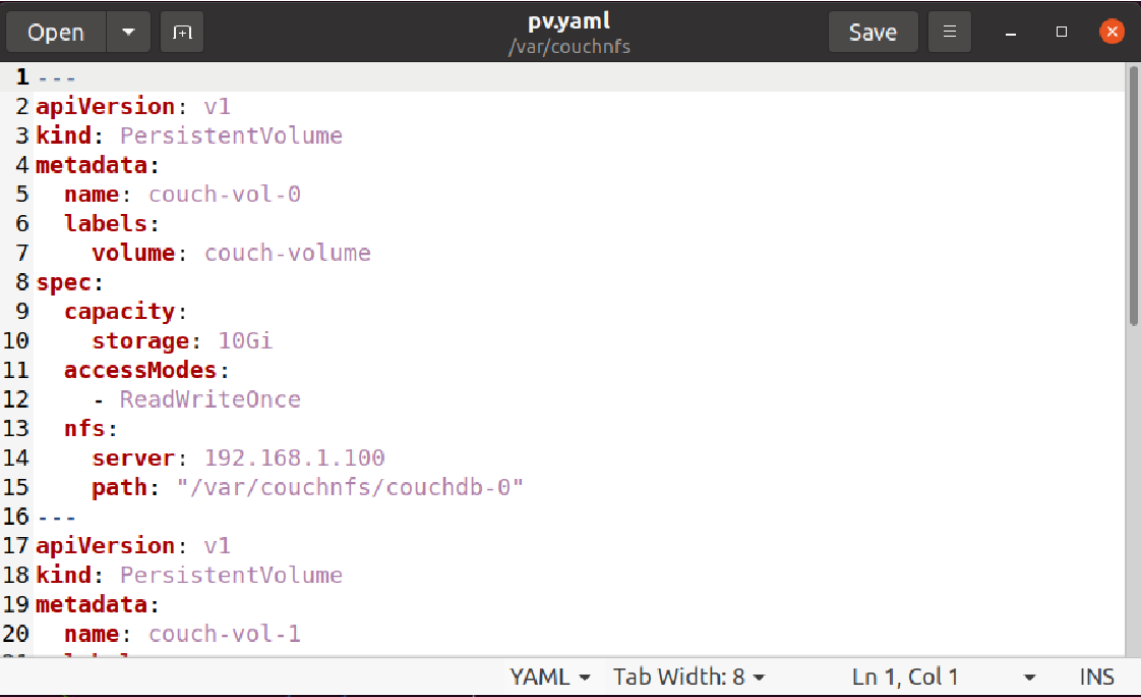 Open
pv.yaml
/var/couchnfs
Save
1 ---
2 apiVersion: v1
3 kind: PersistentVolume
4 metadata:
5   name: couch-vol-0
6   labels:
7     volume: couch-volume
8 spec:
9   capacity:
10     storage: 10Gi
11   accessModes:
12     - ReadWriteOnce
13   nfs:
14     server: 192.168.1.100
15     path: "/var/couchnfs/couchdb-0"
16 ---
17 apiVersion: v1
18 kind: PersistentVolume
19 metadata:
20   name: couch-vol-1
YAML Tab Width: 8 Ln 1, Col 1 INS